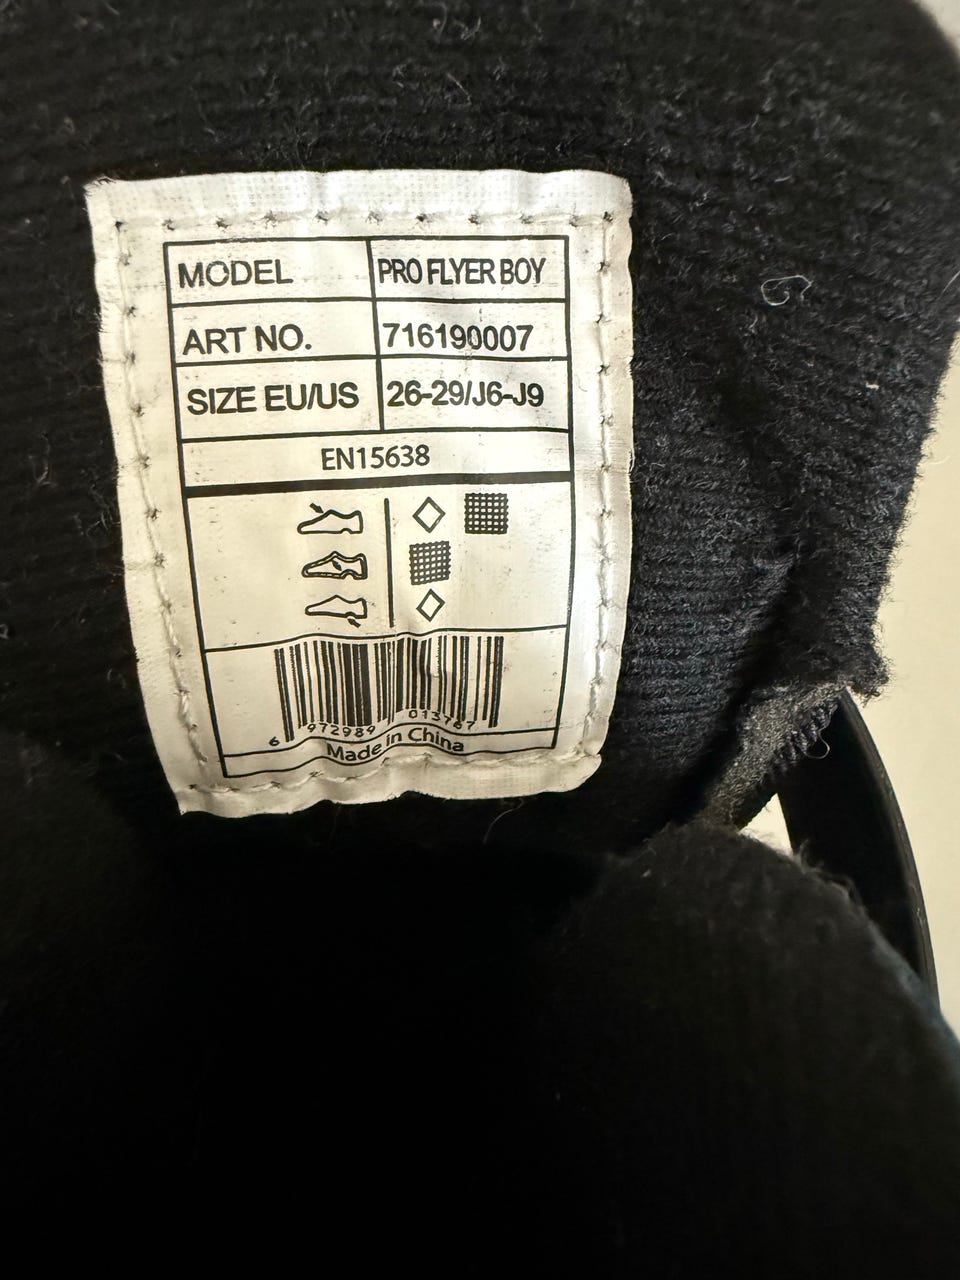 MODEL PRO FLYER BOY
ART NO. 716190007
SIZE EU/US 26-29/J6-J9
EN15638
6 972989 013767
Made in China